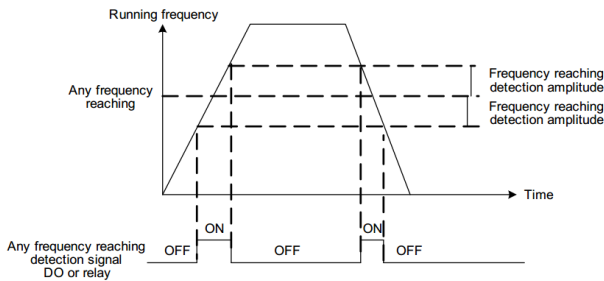 Running frequency
Frequency reaching
detection amplitude
Any frequency
reaching
Frequency reaching
detection amplitude
Time
ON
ON
Any frequency reaching
detection signal
DO or relay
OFF
OFF
OFF